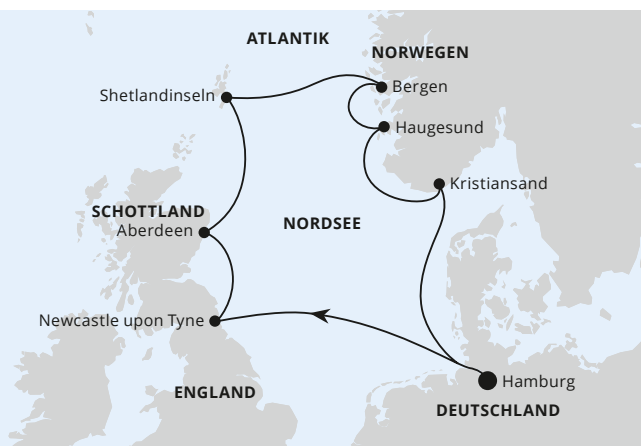 ATLANTIK
NORWEGEN
Bergen
Shetlandinseln
Haugesund
Kristiansand
SCHOTTLAND
NORDSEE
Aberdeen
Newcastle upon Tyne
Hamburg
ENGLAND
DEUTSCHLAND